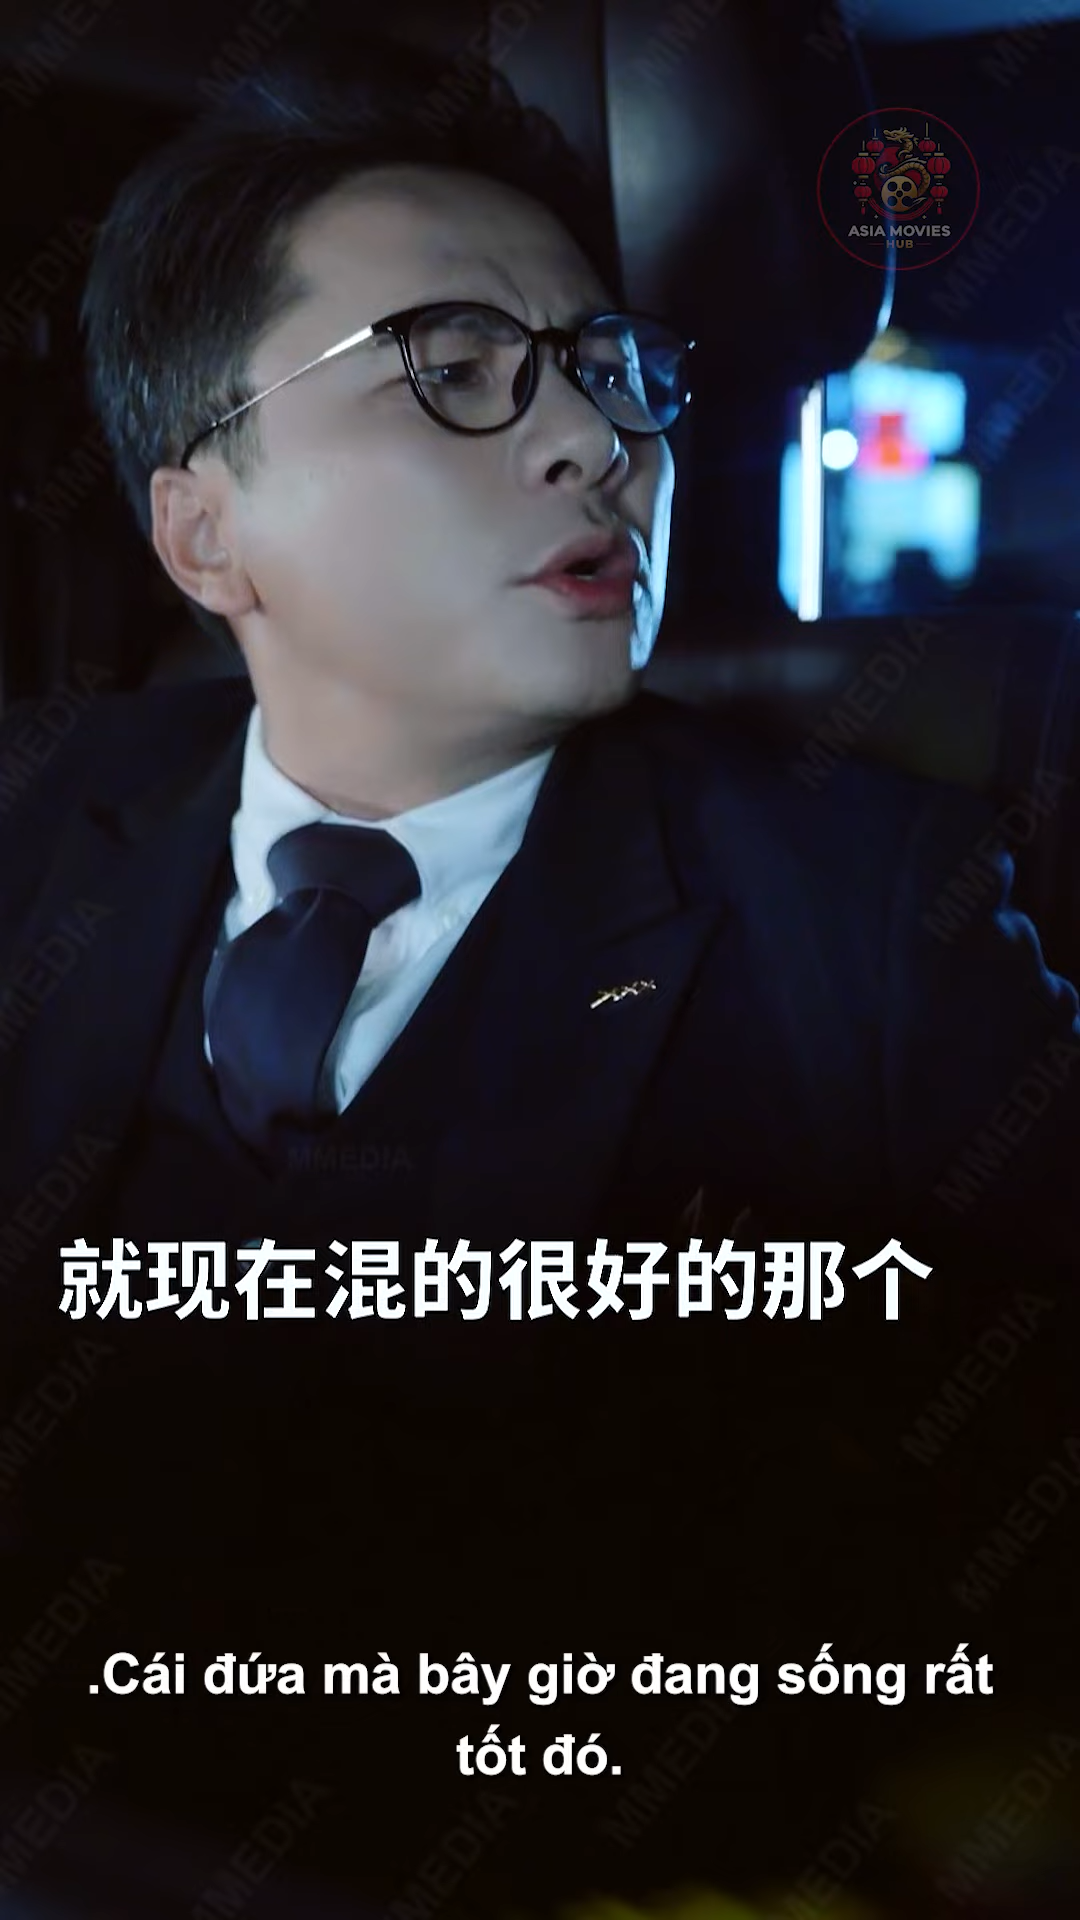 ASIA MOVIES
HUB
MMEDIA
就现在混的很好的那个
.Cái đứa mà bây giờ đang sống rất
tốt đó.